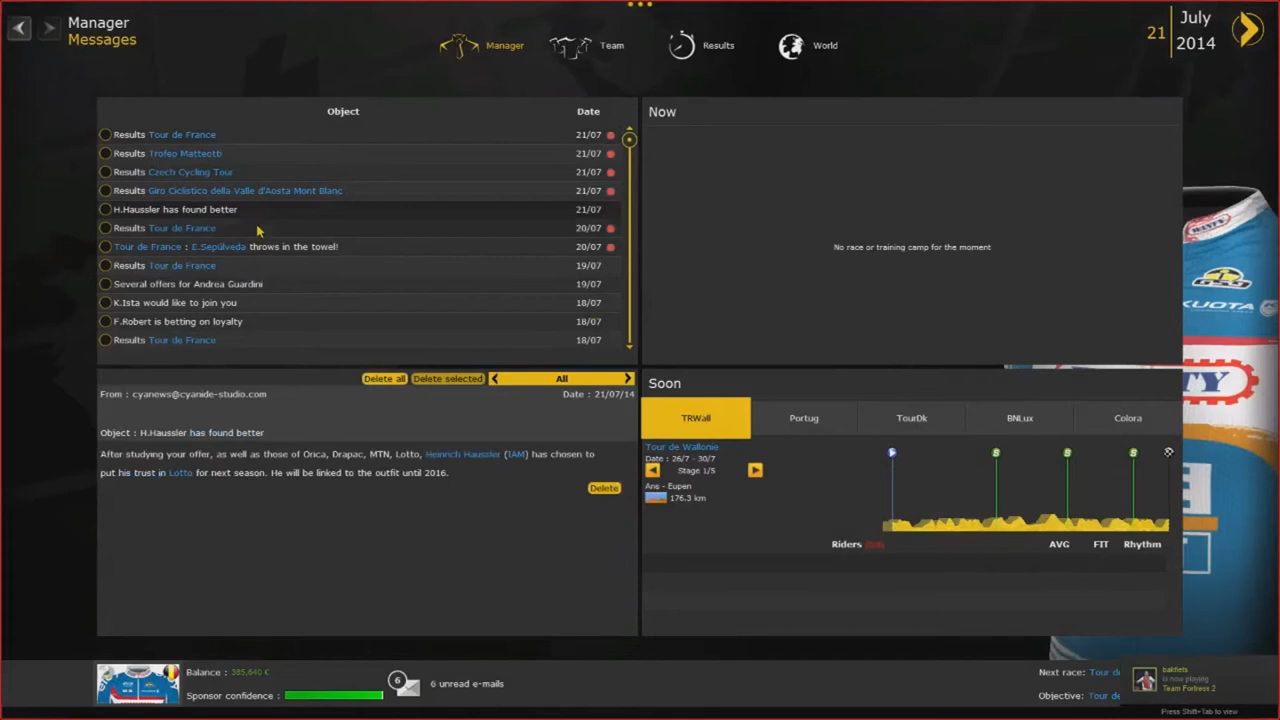 Manager
Messages
Manager
Team
Results
World
21
July
2014
Object
Date
Results Tour de France 21/07
Results Trofeo Matteotti 21/07
Results Czech Cycling Tour 21/07
Results Giro Ciclistico della Valle d'Aosta Mont Blanc 21/07
H.Haussler has found better 21/07
Results Tour de France 20/07
Tour de France : E.Sepúlveda throws in the towel! 20/07
Results Tour de France 19/07
Several offers for Andrea Guardini 19/07
K.Ista would like to join you 18/07
F.Robert is betting on loyalty 18/07
Results Tour de France 18/07
Delete all
Delete selected
All
From : cyanews@cyanide-studio.com
Date : 21/07/14
Object : H.Haussler has found better
After studying your offer, as well as those of Orica, Drapac, MTN, Lotto, Heinrich Haussler (IAM) has chosen to
put his trust in Lotto for next season. He will be linked to the outfit until 2016.
Delete
Now
No race or training camp for the moment
Soon
TRWall
Portug
TourDk
BNLux
Colora
Tour de Wallonie
Date : 26/7 - 30/7
Stage 1/5
Ans - Eupen
176.3 km
S
S
S
Riders
AVG
FIT
Rhythm
KUOTA
Balance : 385,640 €
Sponsor confidence :
6
6 unread e-mails
Next race: Tour d
Objective: Tour de
bakfiets
is now playing
Team Fortress 2
Press Shift+Tab to view